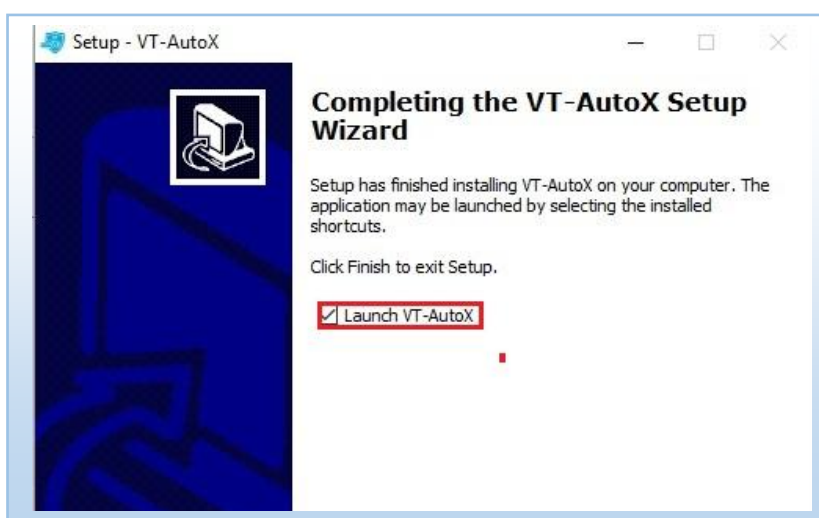 Setup - VT-AutoX
Completing the VT-AutoX Setup
Wizard
Setup has finished installing VT-AutoX on your computer. The
application may be launched by selecting the installed
shortcuts.
Click Finish to exit Setup.
Launch VT-AutoX